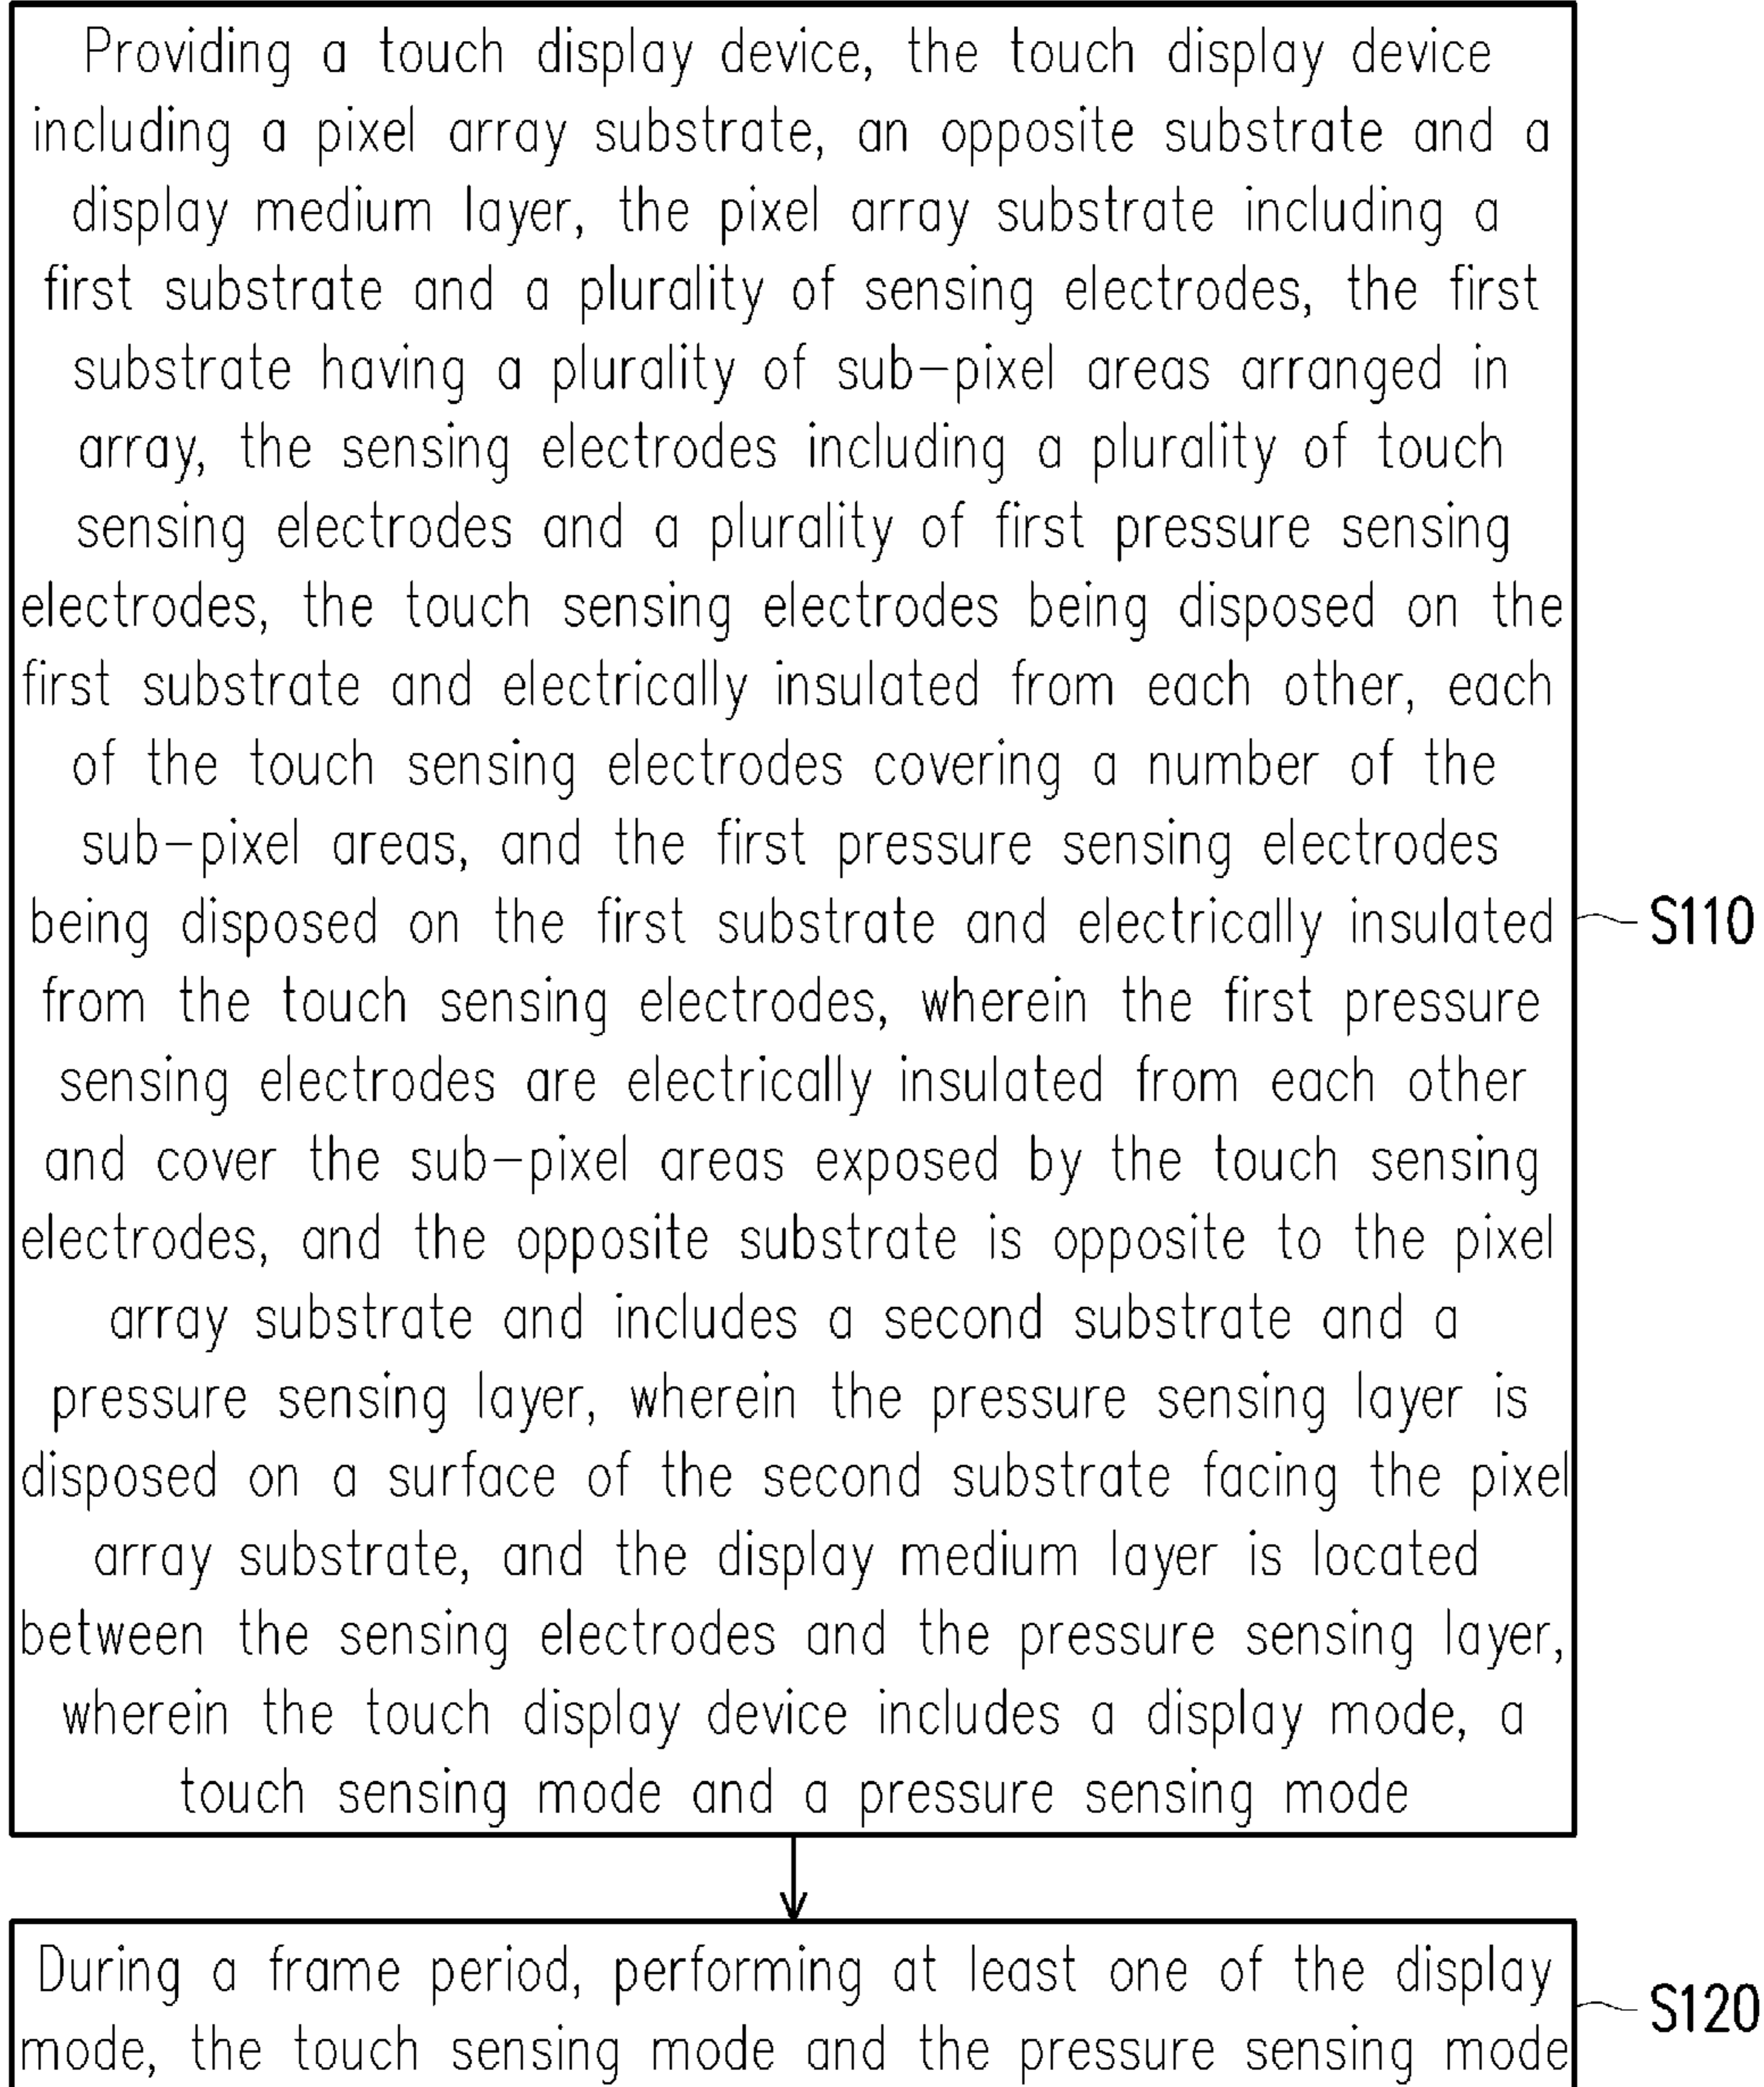 Providing a touch display device, the touch display device
including a pixel array substrate, an opposite substrate and a
display medium layer, the pixel array substrate including a
first substrate and a plurality of sensing electrodes, the first
substrate having a plurality of sub-pixel areas arranged in
array, the sensing electrodes including a plurality of touch
sensing electrodes and a plurality of first pressure sensing
electrodes, the touch sensing electrodes being disposed on the
first substrate and electrically insulated from each other, each
of the touch sensing electrodes covering a number of the
sub-pixel areas, and the first pressure sensing electrodes
being disposed on the first substrate and electrically insulated
from the touch sensing electrodes, wherein the first pressure
sensing electrodes are electrically insulated from each other
and cover the sub-pixel areas exposed by the touch sensing
electrodes, and the opposite substrate is opposite to the pixel
array substrate and includes a second substrate and a
pressure sensing layer, wherein the pressure sensing layer is
disposed on a surface of the second substrate facing the pixel
array substrate, and the display medium layer is located
between the sensing electrodes and the pressure sensing layer,
wherein the touch display device includes a display mode, a
touch sensing mode and a pressure sensing mode
S110
During a frame period, performing at least one of the display
mode, the touch sensing mode and the pressure sensing mode
S120